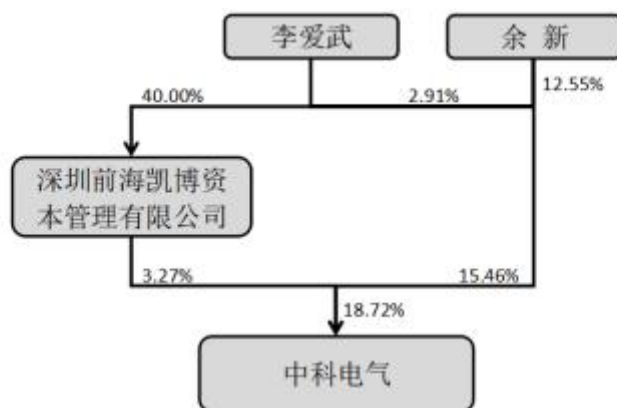 李爱武
余 新
12.55%
40.00%
2.91%
深圳前海凯博资
本管理有限公司
3.27%
15.46%
18.72%
中科电气